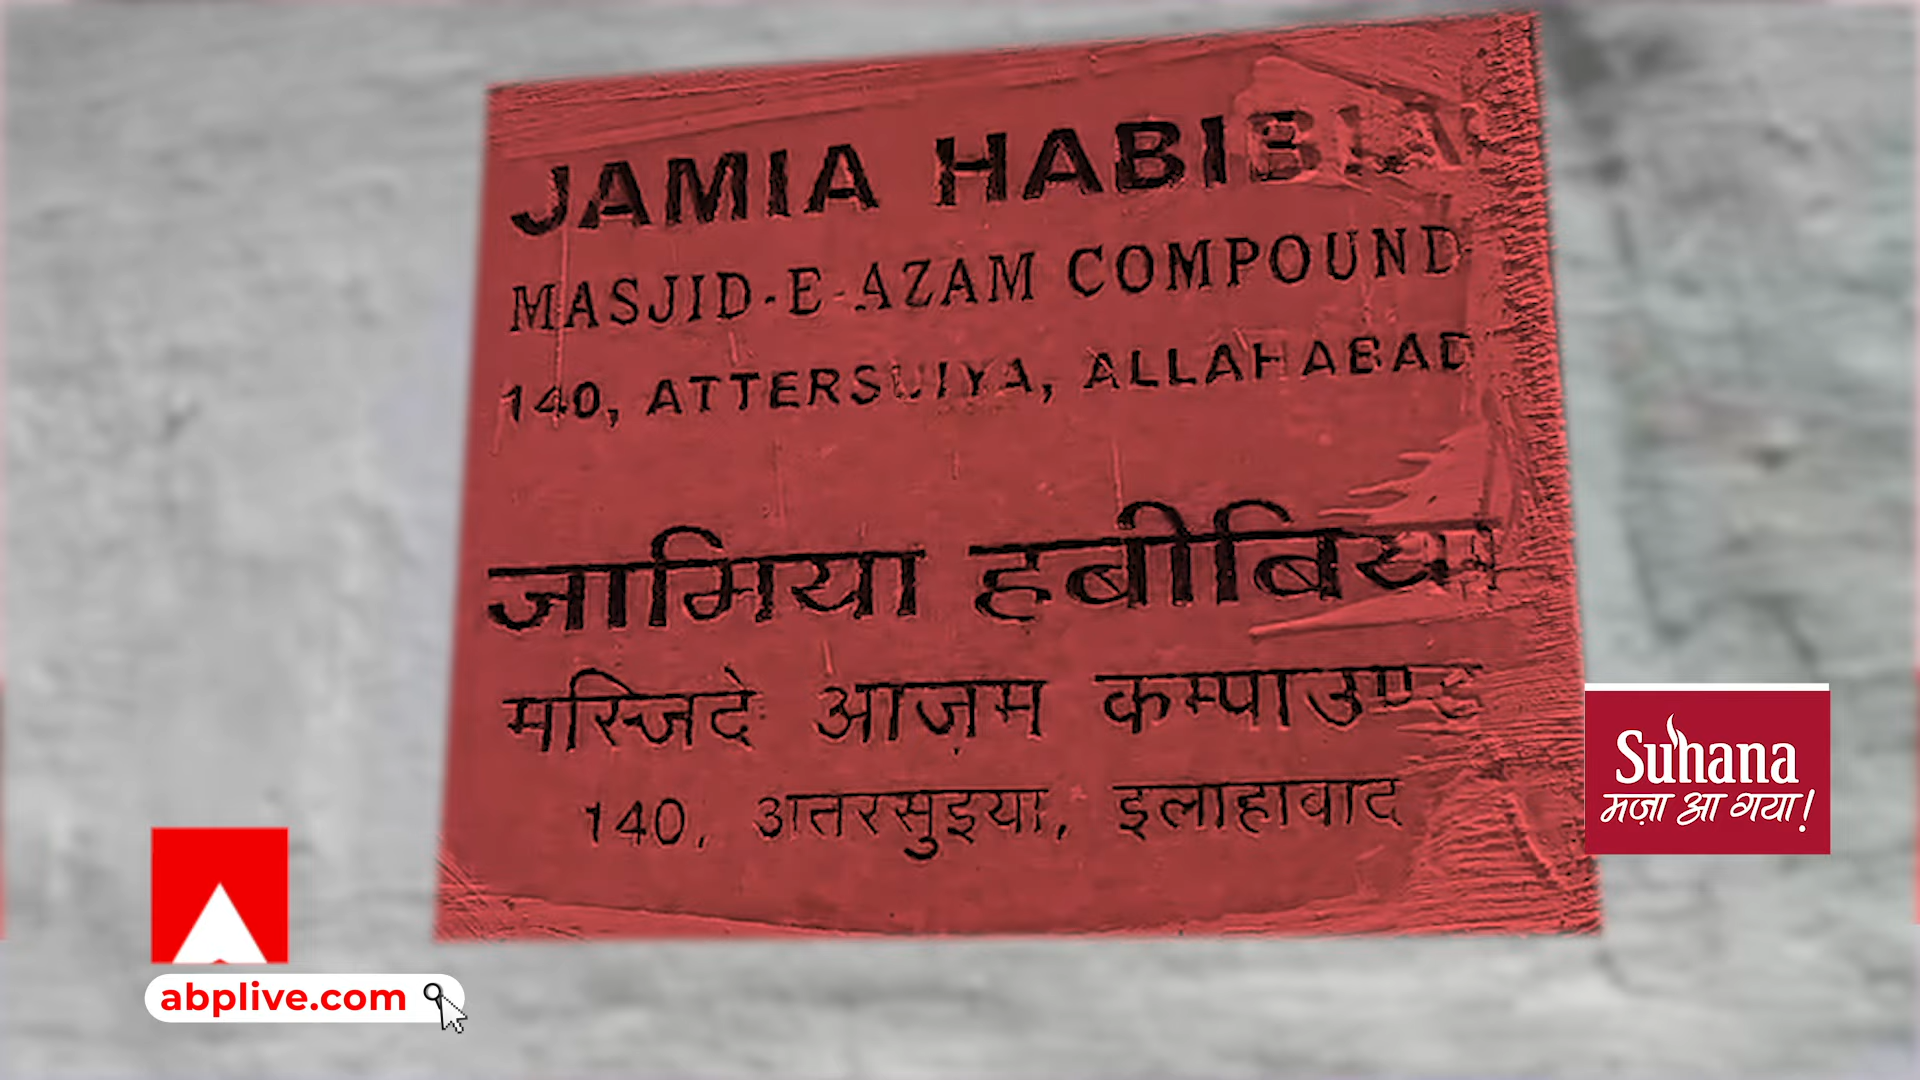 JAMIA HABIBIA
MASJID-E-AZAM COMPOUND
140, ATTERSUIYA, ALLAHABAD
जामिया हबीबिया
मस्जिदे आज़म कम्पाउण्ड
140, अतरसुइया, इलाहावाद
Suhana
मज़ा आ गया!
abplive.com